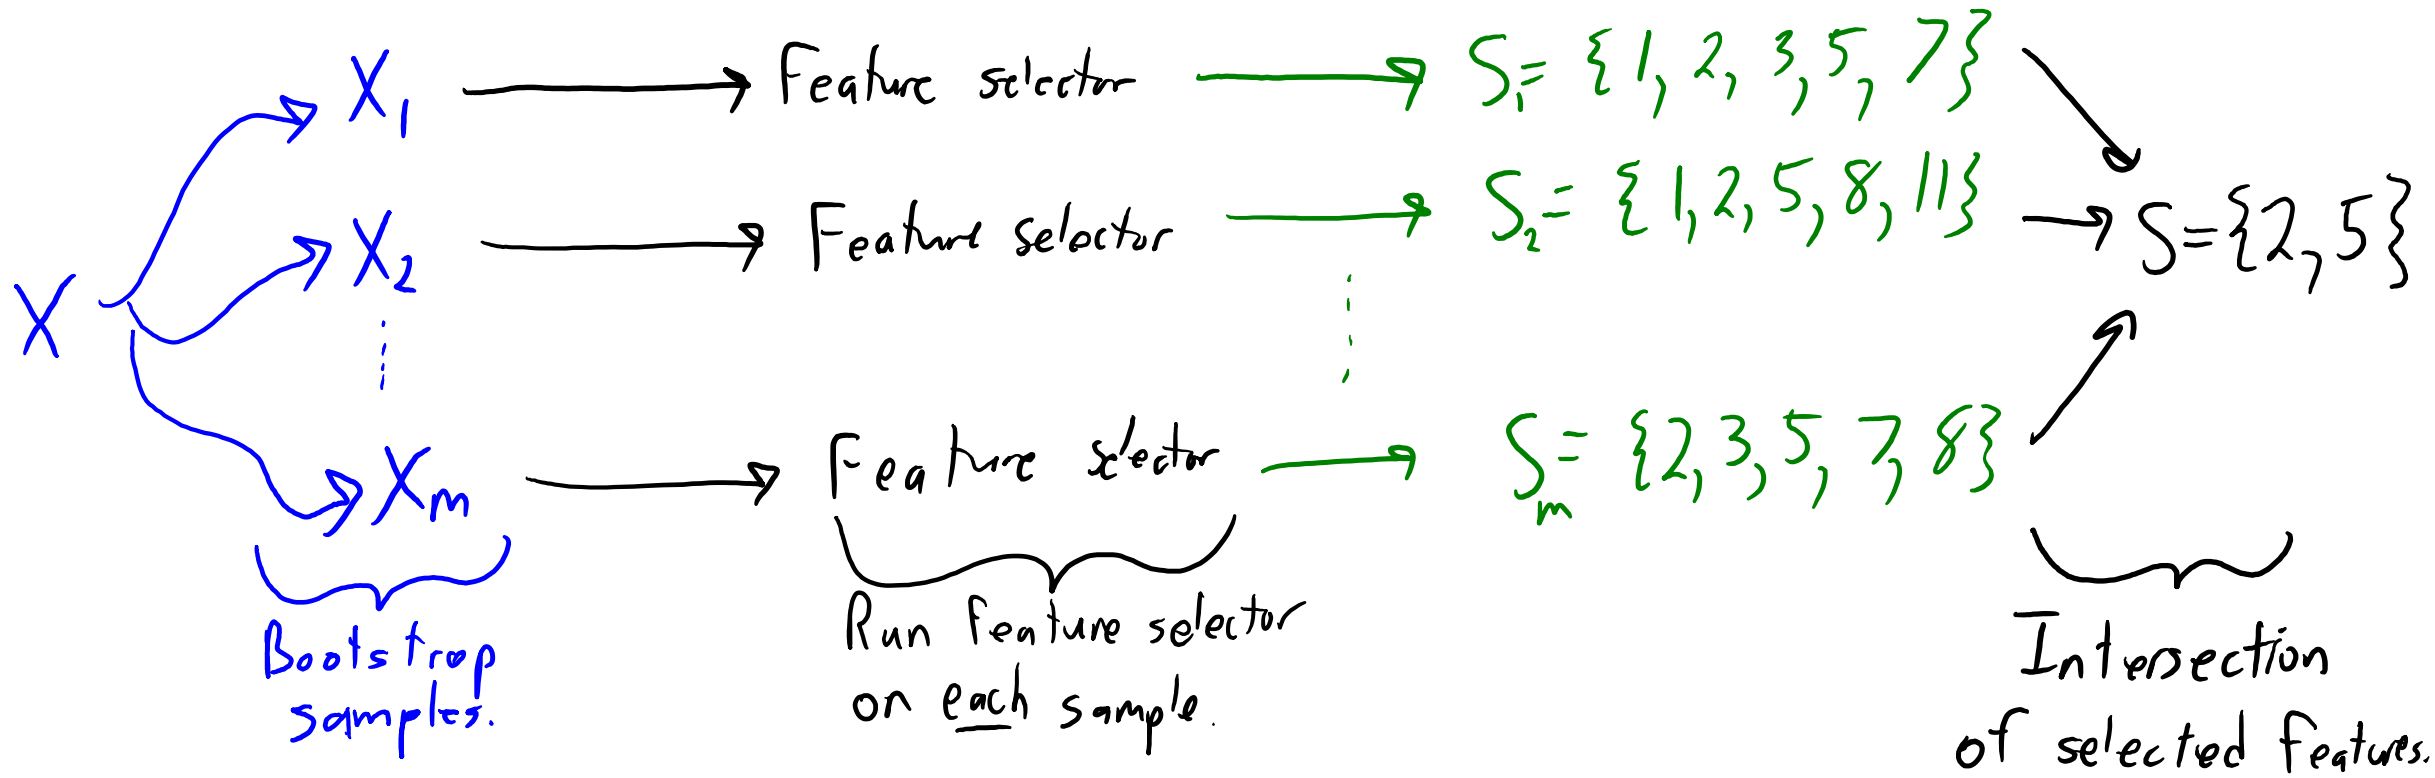 X
X₁ Feature selector S₁ = {1, 2, 3, 5, 7}
X₂ Feature selector S₂ = {1, 2, 5, 8, 11}
S = {2, 5}
Xₘ Feature selector Sₘ = {2, 3, 5, 7, 8}
Bootstrap
samples.
Run feature selector
on each sample.
Intersection
of selected features.